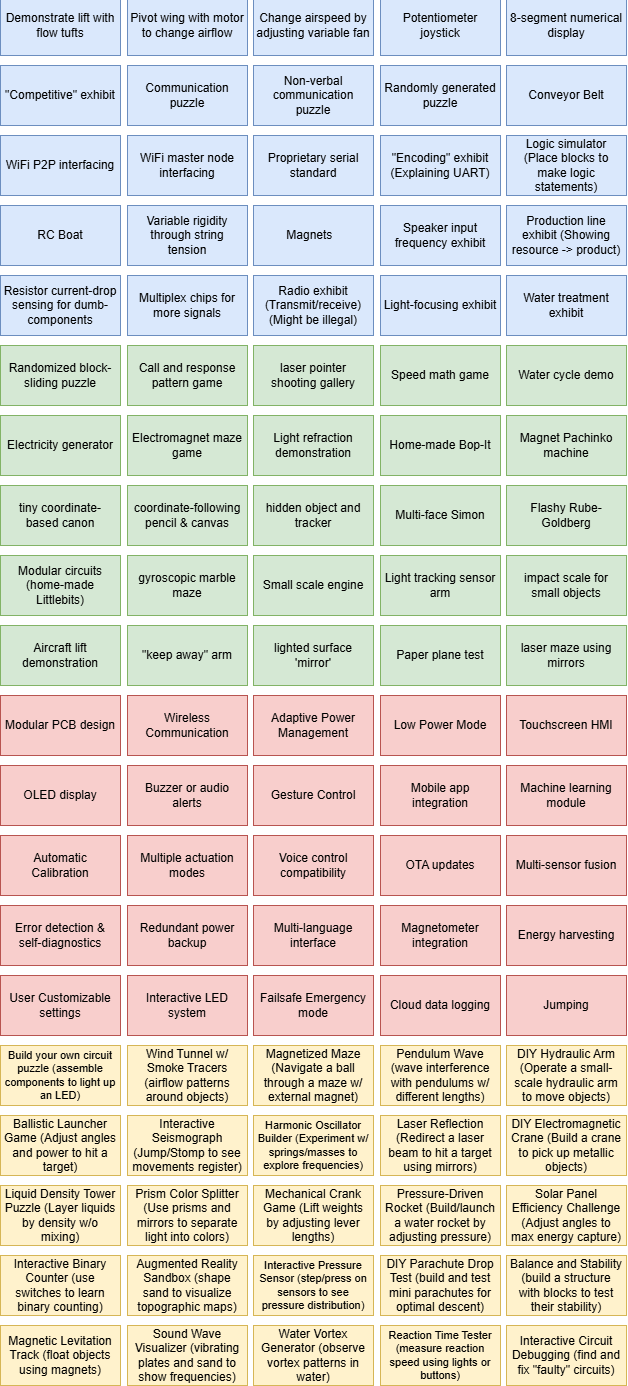 Demonstrate lift with
flow tufts
Pivot wing with motor
to change airflow
Change airspeed by
adjusting variable fan
Potentiometer
joystick
8-segment numerical
display
"Competitive" exhibit
Communication
puzzle
Non-verbal
communication
puzzle
Randomly generated
puzzle
Conveyor Belt
WiFi P2P interfacing
WiFi master node
interfacing
Proprietary serial
standard
"Encoding" exhibit
(Explaining UART)
Logic simulator
(Place blocks to
make logic
statements)
RC Boat
Variable rigidity
through string
tension
Magnets
Speaker input
frequency exhibit
Production line
exhibit (Showing
resource -> product)
Resistor current-drop
sensing for dumb-
components
Multiplex chips for
more signals
Radio exhibit
(Transmit/receive)
(Might be illegal)
Light-focusing exhibit
Water treatment
exhibit
Randomized block-
sliding puzzle
Call and response
pattern game
laser pointer
shooting gallery
Speed math game
Water cycle demo
Electricity generator
Electromagnet maze
game
Light refraction
demonstration
Home-made Bop-It
Magnet Pachinko
machine
tiny coordinate-
based canon
coordinate-following
pencil & canvas
hidden object and
tracker
Multi-face Simon
Flashy Rube-
Goldberg
Modular circuits
(home-made
Littlebits)
gyroscopic marble
maze
Small scale engine
Light tracking sensor
arm
impact scale for
small objects
Aircraft lift
demonstration
"keep away" arm
lighted surface
'mirror'
Paper plane test
laser maze using
mirrors
Modular PCB design
Wireless
Communication
Adaptive Power
Management
Low Power Mode
Touchscreen HMI
OLED display
Buzzer or audio
alerts
Gesture Control
Mobile app
integration
Machine learning
module
Automatic
Calibration
Multiple actuation
modes
Voice control
compatibility
OTA updates
Multi-sensor fusion
Error detection &
self-diagnostics
Redundant power
backup
Multi-language
interface
Magnetometer
integration
Energy harvesting
User Customizable
settings
Interactive LED
system
Failsafe Emergency
mode
Cloud data logging
Jumping
Build your own circuit
puzzle (assemble
components to light up
an LED)
Wind Tunnel w/
Smoke Tracers
(airflow patterns
around objects)
Magnetized Maze
(Navigate a ball
through a maze w/
external magnet)
Pendulum Wave
(wave interference
with pendulums w/
different lengths)
DIY Hydraulic Arm
(Operate a small-
scale hydraulic arm
to move objects)
Ballistic Launcher
Game (Adjust angles
and power to hit a
target)
Interactive
Seismograph
(Jump/Stomp to see
movements register)
Harmonic Oscillator
Builder (Experiment w/
springs/masses to
explore frequencies)
Laser Reflection
(Redirect a laser
beam to hit a target
using mirrors)
DIY Electromagnetic
Crane (Build a crane
to pick up metallic
objects)
Liquid Density Tower
Puzzle (Layer liquids
by density w/o
mixing)
Prism Color Splitter
(Use prisms and
mirrors to separate
light into colors)
Mechanical Crank
Game (Lift weights
by adjusting lever
lengths)
Pressure-Driven
Rocket (Build/launch
a water rocket by
adjusting pressure)
Solar Panel
Efficiency Challenge
(Adjust angles to
max energy capture)
Interactive Binary
Counter (use
switches to learn
binary counting)
Augmented Reality
Sandbox (shape
sand to visualize
topographic maps)
Interactive Pressure
Sensor (step/press on
sensors to see
pressure distribution)
DIY Parachute Drop
Test (build and test
mini parachutes for
optimal descent)
Balance and Stability
(build a structure
with blocks to test
their stability)
Magnetic Levitation
Track (float objects
using magnets)
Sound Wave
Visualizer (vibrating
plates and sand to
show frequencies)
Water Vortex
Generator (observe
vortex patterns in
water)
Reaction Time Tester
(measure reaction
speed using lights or
buttons)
Interactive Circuit
Debugging (find and
fix "faulty" circuits)